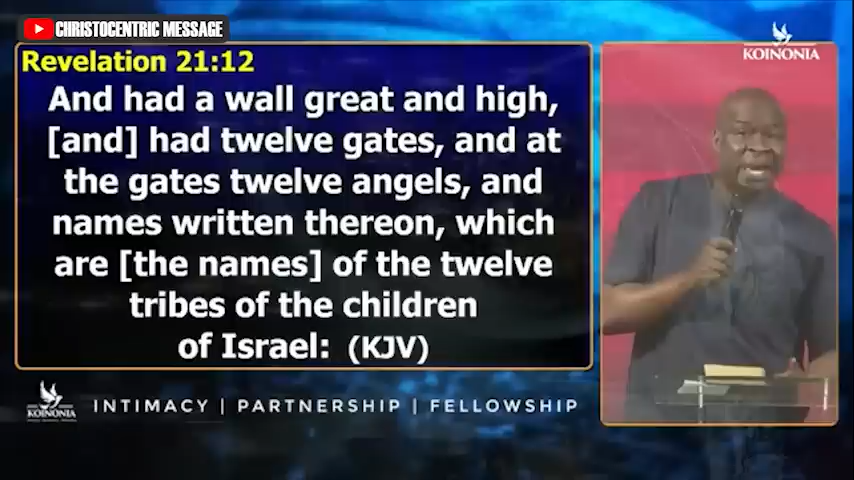 CHRISTOCENTRIC MESSAGE
KOINONIA
Revelation 21:12
And had a wall great and high,
[and] had twelve gates, and at
the gates twelve angels, and
names written thereon, which
are [the names] of the twelve
tribes of the children
of Israel: (KJV)
KOINONIA
INTIMACY | PARTNERSHIP | FELLOWSHIP